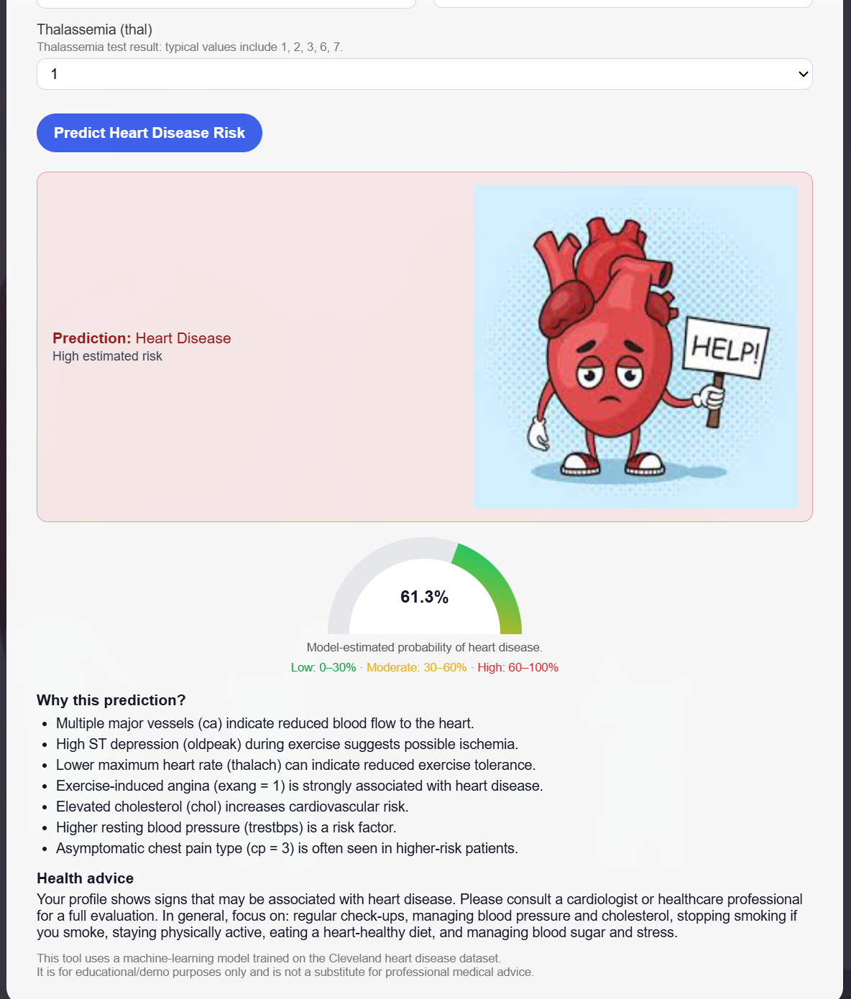 Thalassemia (thal)
Thalassemia test result: typical values include 1, 2, 3, 6, 7.
1
Predict Heart Disease Risk
Prediction: Heart Disease
High estimated risk
HELP!
61.3%
Model-estimated probability of heart disease.
Low: 0–30% · Moderate: 30–60% · High: 60–100%
Why this prediction?
• Multiple major vessels (ca) indicate reduced blood flow to the heart.
• High ST depression (oldpeak) during exercise suggests possible ischemia.
• Lower maximum heart rate (thalach) can indicate reduced exercise tolerance.
• Exercise-induced angina (exang = 1) is strongly associated with heart disease.
• Elevated cholesterol (chol) increases cardiovascular risk.
• Higher resting blood pressure (trestbps) is a risk factor.
• Asymptomatic chest pain type (cp = 3) is often seen in higher-risk patients.
Health advice
Your profile shows signs that may be associated with heart disease. Please consult a cardiologist or healthcare professional
for a full evaluation. In general, focus on: regular check-ups, managing blood pressure and cholesterol, stopping smoking if
you smoke, staying physically active, eating a heart-healthy diet, and managing blood sugar and stress.
This tool uses a machine-learning model trained on the Cleveland heart disease dataset.
It is for educational/demo purposes only and is not a substitute for professional medical advice.